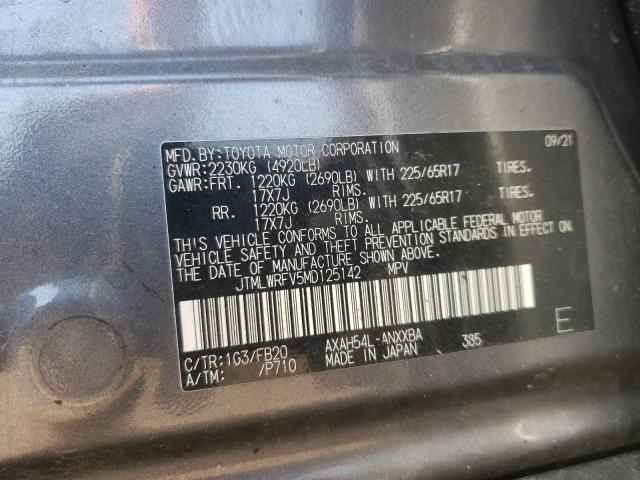 MFD.BY:TOYOTA MOTOR CORPORATION 09/21
GVWR:2230KG (4920LB)
GAWR:FRT. 1220KG (2690LB) WITH 225/65R17 TIRES.
17X7J RIMS.
RR. 1220KG (2690LB) WITH 225/65R17 TIRES.
17X7J RIMS.
THIS VEHICLE CONFORMS TO ALL APPLICABLE FEDERAL MOTOR
VEHICLE SAFETY AND THEFT PREVENTION STANDARDS IN EFFECT ON
THE DATE OF MANUFACTURE SHOWN ABOVE.
JTMLWRFV5MD125142 MPV
C/TR:1G3/FB20 AXAH54L-ANXXBA 385 E
A/TM: /P710 MADE IN JAPAN